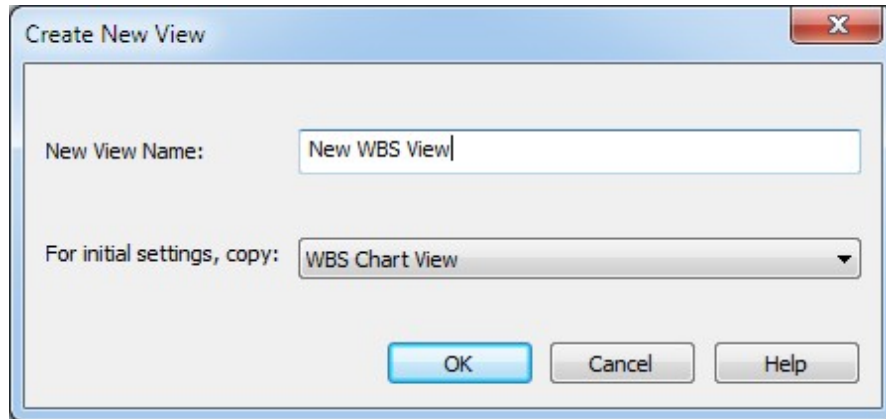 Create New View
New View Name: New WBS View
For initial settings, copy: WBS Chart View
OK Cancel Help